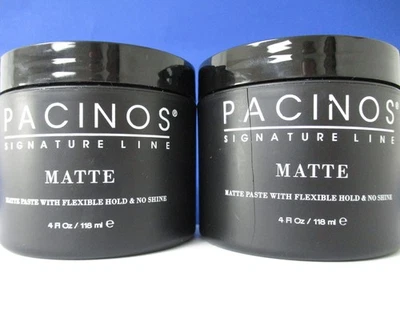 PACINOS®
SIGNATURE LINE
MATTE
MATTE PASTE WITH FLEXIBLE HOLD & NO SHINE
4 Fl Oz / 118 ml ℮
PACINOS®
SIGNATURE LINE
MATTE
MATTE PASTE WITH FLEXIBLE HOLD & NO SHINE
4 Fl Oz / 118 ml ℮